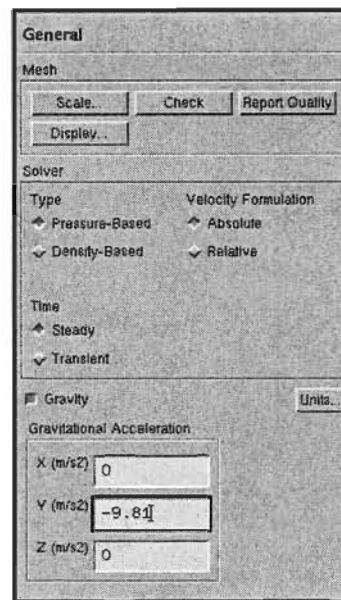 General
Mesh
Scale... Check Report Quality
Display...
Solver
Type Velocity Formulation
Pressure-Based Absolute
Density-Based Relative
Time
Steady
Transient
Gravity Units...
Gravitational Acceleration
X (m/s2) 0
Y (m/s2) -9.81
Z (m/s2) 0